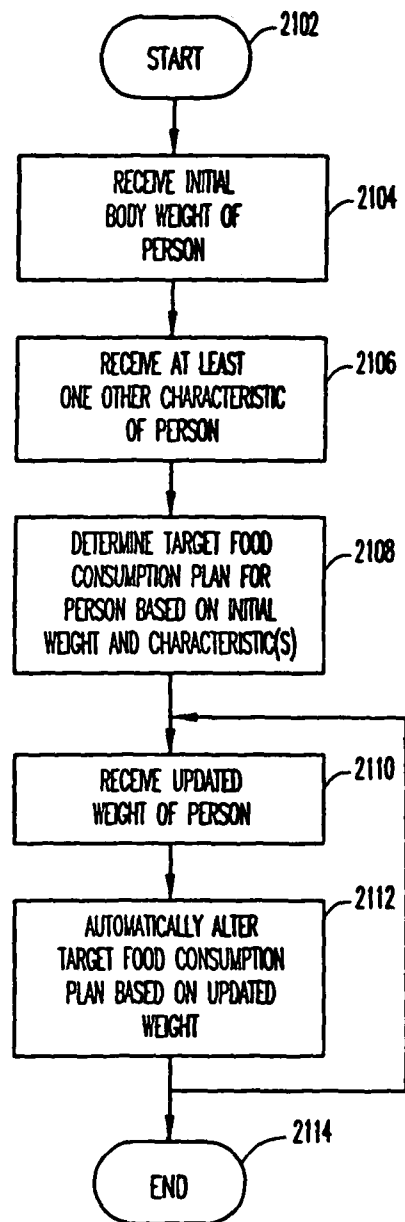 2102
START
RECEIVE INITIAL
BODY WEIGHT OF
PERSON
2104
RECEIVE AT LEAST
ONE OTHER CHARACTERISTIC
OF PERSON
2106
DETERMINE TARGET FOOD
CONSUMPTION PLAN FOR
PERSON BASED ON INITIAL
WEIGHT AND CHARACTERISTIC(S)
2108
RECEIVE UPDATED
WEIGHT OF PERSON
2110
2112
AUTOMATICALLY ALTER
TARGET FOOD CONSUMPTION
PLAN BASED ON UPDATED
WEIGHT
2114
END